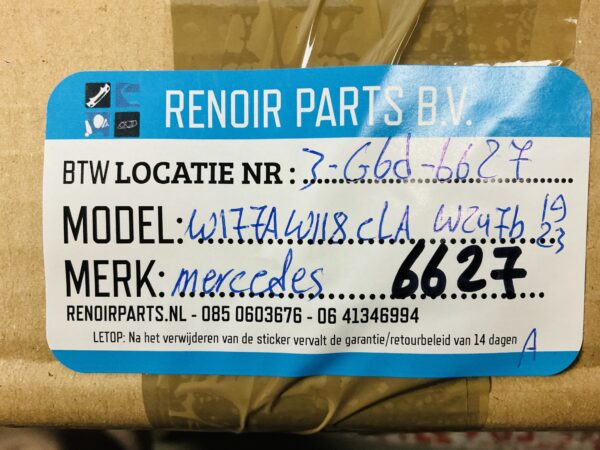 RENOIR PARTS B.V.
BTW LOCATIE NR : 3-G6d-6627
MODEL: W177A W118 cLA W247b 19 23
MERK: mercedes 6627
RENOIRPARTS.NL - 085 0603676 - 06 41346994
LETOP: Na het verwijderen van de sticker vervalt de garantie/retourbeleid van 14 dagen
A